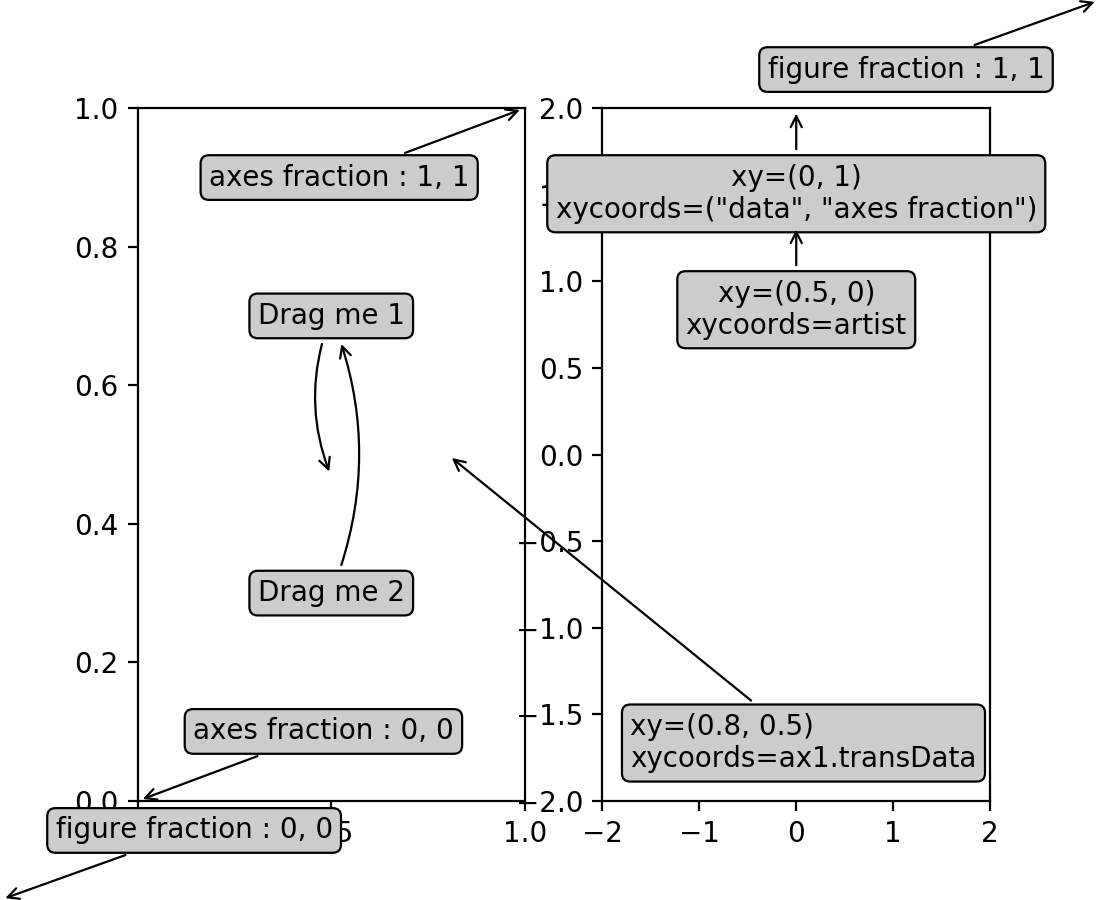 figure fraction : 1, 1
1.0
axes fraction : 1, 1
0.8
Drag me 1
0.6
0.4
Drag me 2
0.2
axes fraction : 0, 0
0.0
figure fraction : 0, 0
5
1.0
2.0
xy=(0, 1)
xycoords=("data", "axes fraction")
1.0
xy=(0.5, 0)
xycoords=artist
0.5
0.0
−0.5
−1.0
−1.5
xy=(0.8, 0.5)
xycoords=ax1.transData
−2.0
−2 −1 0 1 2